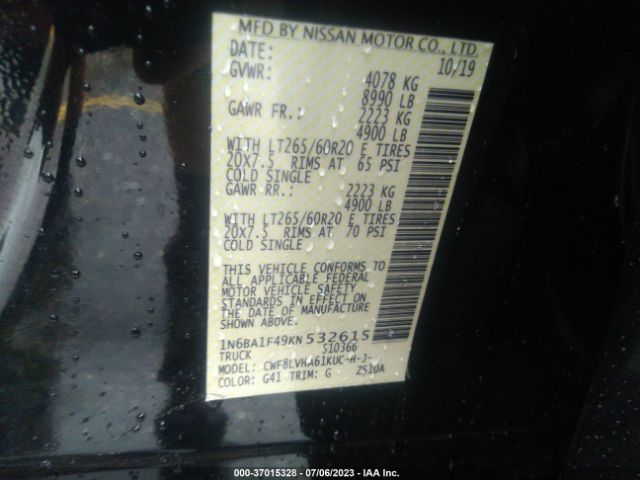 MFD BY NISSAN MOTOR CO., LTD.
DATE: 10/19
GVWR: 4078 KG
8990 LB
GAWR FR.: 2223 KG
4900 LB
WITH LT265/60R20 E TIRES
20X7.5 RIMS AT 65 PSI
COLD SINGLE
GAWR RR.: 2223 KG
4900 LB
WITH LT265/60R20 E TIRES
20X7.5 RIMS AT 70 PSI
COLD SINGLE
THIS VEHICLE CONFORMS TO
ALL APPLICABLE FEDERAL
MOTOR VEHICLE SAFETY
STANDARDS IN EFFECT ON
THE DATE OF MANUFACTURE
SHOWN ABOVE.
1N6BA1F49KN532615
TRUCK 510366
MODEL: CWF8LVHA61KUC-H-J-
COLOR: G41 TRIM: G ZS10A
000-37015328 - 07/06/2023 - IAA Inc.